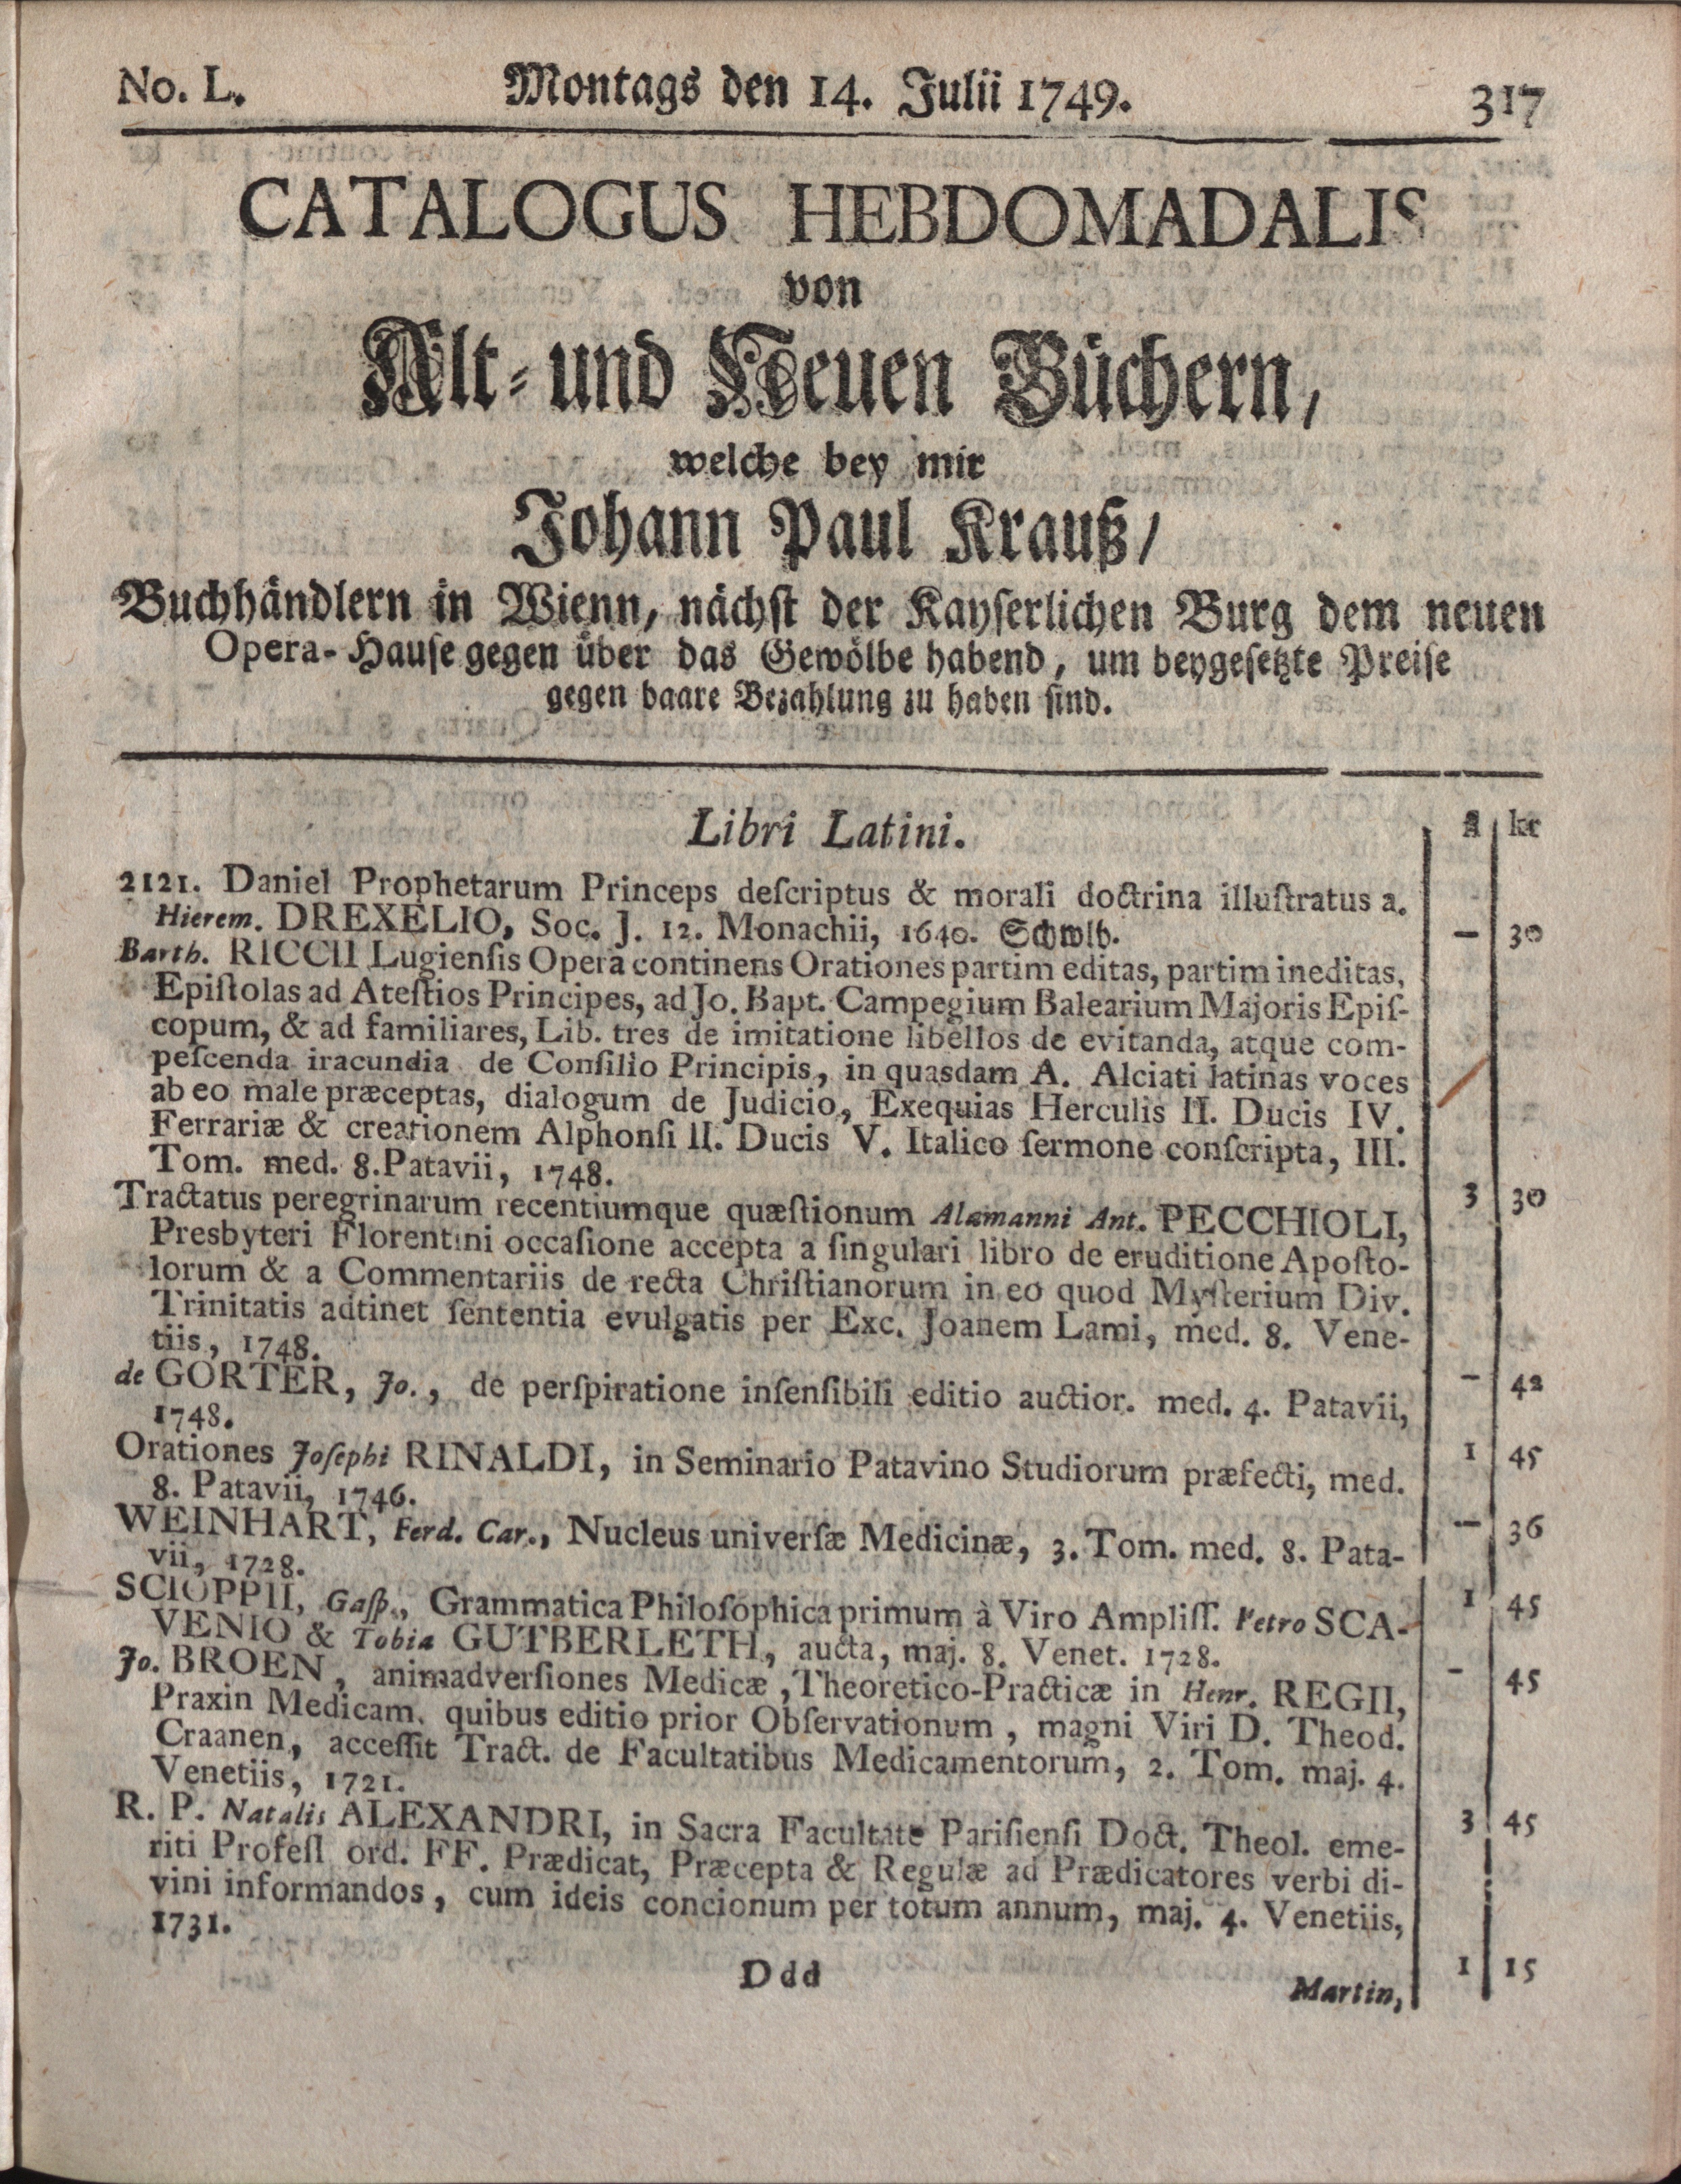 No. L. Montags den 14. Julii 1749. 317
CATALOGUS HEBDOMADALIS
von
Alt- und Neuen Büchern,
welche bey mir
Johann Paul Krauß,
Buchhändlern in Wienn, nächst der Kayserlichen Burg dem neuen
Opera-Hause gegen über das Gewölbe habend, um beygesetzte Preise
gegen baare Bezahlung zu haben sind.
Libri Latini. fl kr
2121. Daniel Prophetarum Princeps deſcriptus & morali doctrina illuſtratus a.
Hierem. DREXELIO, Soc. J. 12. Monachii, 1640. Schwlb. – 30
Barth. RICCII Lugienſis Opera continens Orationes partim editas, partim ineditas,
Epiſtolas ad Ateſtios Principes, ad Jo. Bapt. Campegium Balearium Majoris Epiſ-
copum, & ad familiares, Lib. tres de imitatione libellos de evitanda, atque com-
peſcenda iracundia de Conſilio Principis, in quasdam A. Alciati latinas voces
ab eo male præceptas, dialogum de Judicio, Exequias Herculis II. Ducis IV.
Ferrariæ & creationem Alphonſi II. Ducis V. Italico ſermone conſcripta, III.
Tom. med. 8. Patavii, 1748. 3 30
Tractatus peregrinarum recentiumque quæſtionum Alamanni Ant. PECCHIOLI,
Presbyteri Florentini occaſione accepta a ſingulari libro de eruditione Apoſto-
lorum & a Commentariis de recta Chriſtianorum in eo quod Myſterium Div.
Trinitatis adtinet ſententia evulgatis per Exc. Joanem Lami, med. 8. Vene-
tiis, 1748. – 42
de GORTER, Jo., de perſpiratione inſenſibili editio auctior. med. 4. Patavii,
1748. 1 45
Orationes Joſephi RINALDI, in Seminario Patavino Studiorum præfecti, med.
8. Patavii, 1746. – 36
WEINHART, Ferd. Car., Nucleus univerſæ Medicinæ, 3. Tom. med. 8. Pata-
vii, 1728. 1 45
SCIOPPII, Gaſp., Grammatica Philoſophica primum à Viro Ampliſſ. Petro SCA-
VENIO & Tobia GUTBERLETH, aucta, maj. 8. Venet. 1728. – 45
Jo. BROEN, animadverſiones Medicæ, Theoretico-Practicæ in Henr. REGII,
Praxin Medicam, quibus editio prior Obſervationum, magni Viri D. Theod.
Craanen, acceſſit Tract. de Facultatibus Medicamentorum, 2. Tom. maj. 4.
Venetiis, 1721. 3 45
R. P. Natalis ALEXANDRI, in Sacra Facultate Pariſienſi Doct. Theol. eme-
riti Profeſſ ord. FF. Prædicat, Præcepta & Regulæ ad Prædicatores verbi di-
vini informandos, cum ideis concionum per totum annum, maj. 4. Venetiis,
1731. 1 15
Ddd Martin,